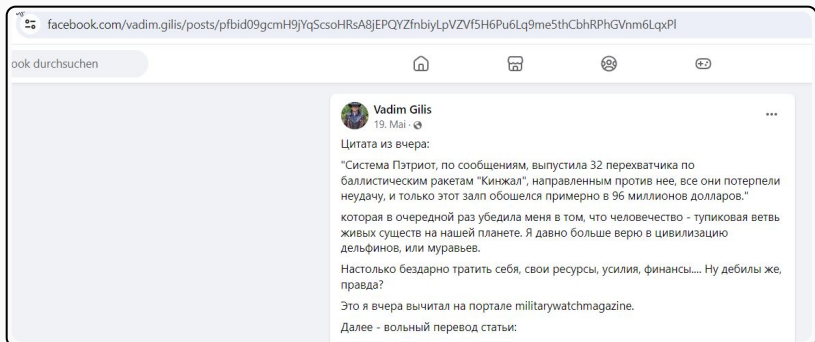 facebook.com/vadim.gilis/posts/pfbid09gcmH9jYqScsoHRsA8jEPQYZfnbiyLpVZVf5H6Pu6Lq9me5thCbhRPhGVnm6LqxPl
ook durchsuchen
Vadim Gilis
19. Mai ·
Цитата из вчера:
"Система Пэтриот, по сообщениям, выпустила 32 перехватчика по
баллистическим ракетам "Кинжал", направленным против нее, все они потерпели
неудачу, и только этот залп обошелся примерно в 96 миллионов долларов."
которая в очередной раз убедила меня в том, что человечество - тупиковая ветвь
живых существ на нашей планете. Я давно больше верю в цивилизацию
дельфинов, или муравьев.
Настолько бездарно тратить себя, свои ресурсы, усилия, финансы.... Ну дебилы же,
правда?
Это я вчера вычитал на портале militarywatchmagazine.
Далее - вольный перевод статьи: